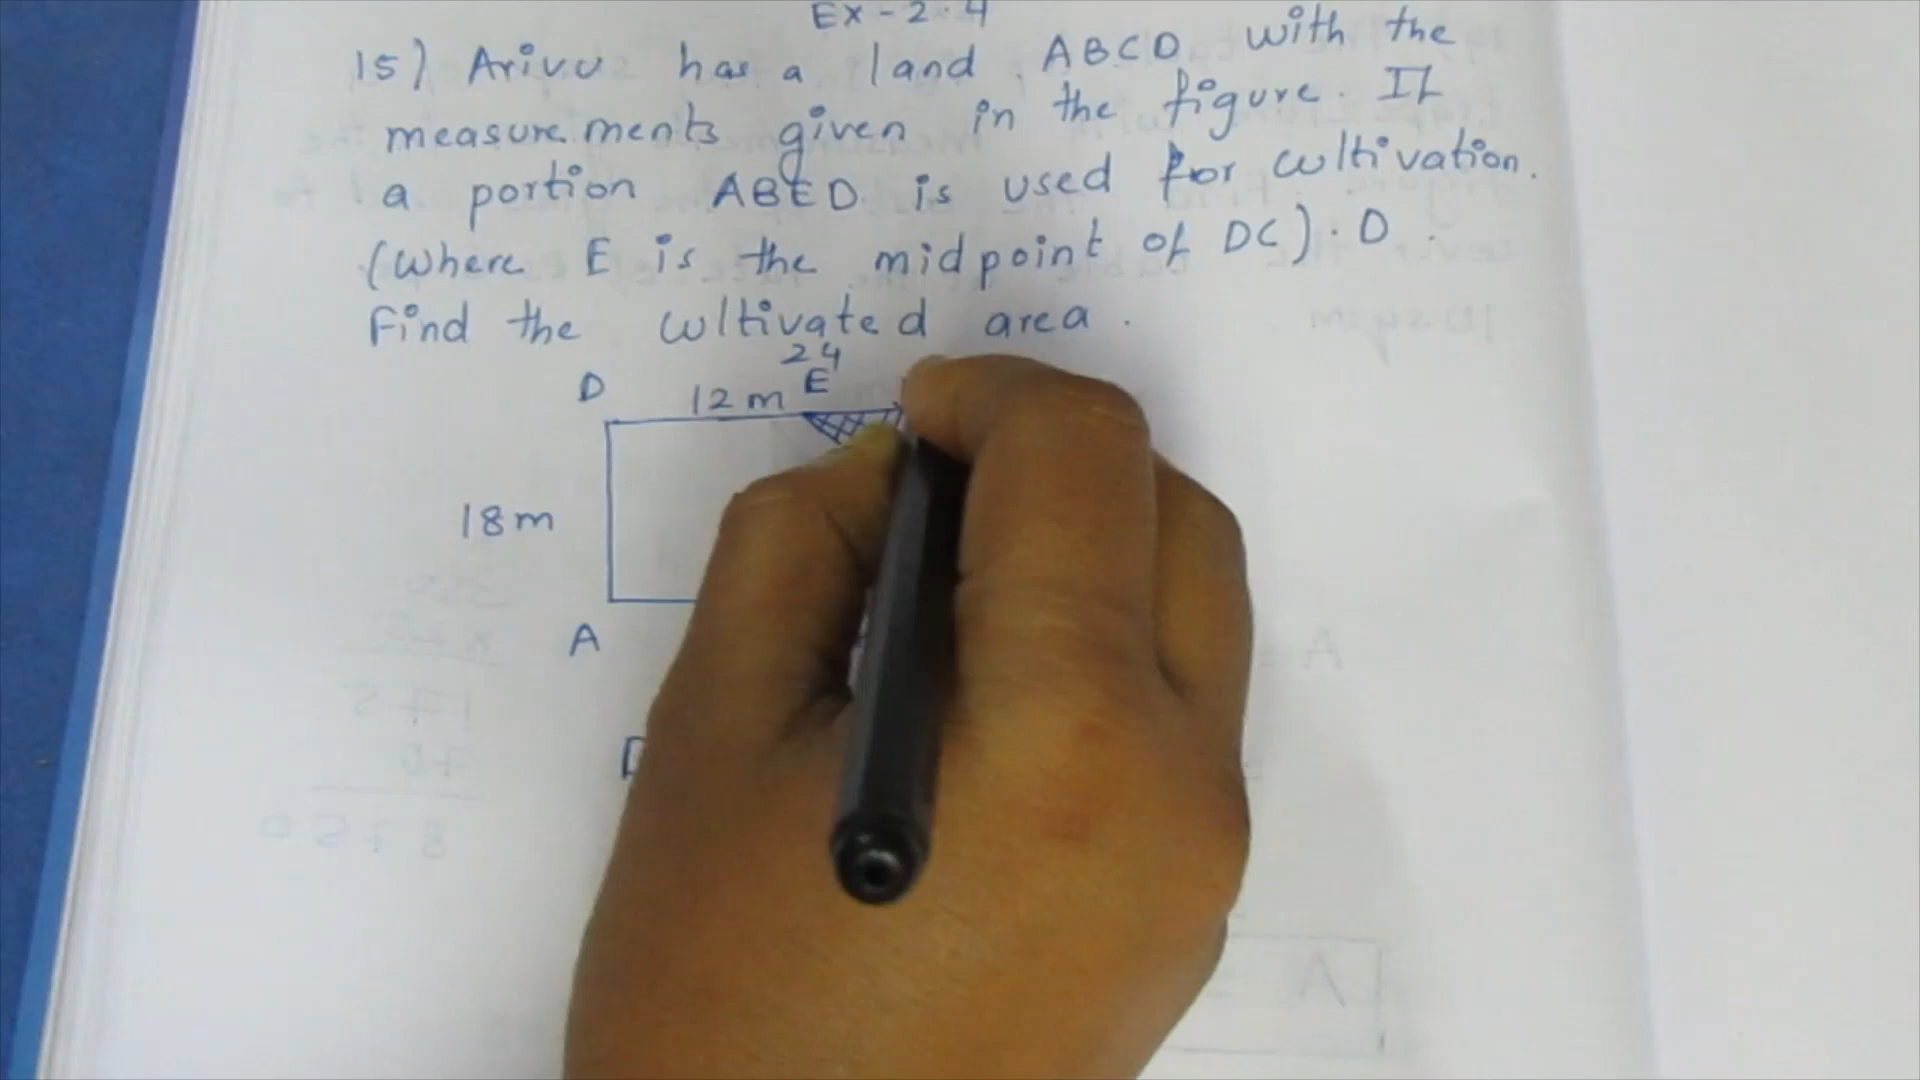 EX-2.4
15) Arivu has a land ABCD with the
measurements given in the figure. If
a portion ABED is used for cultivation.
(Where E is the midpoint of DC). D
Find the cultivated area.
24
D 12m E
18m
A